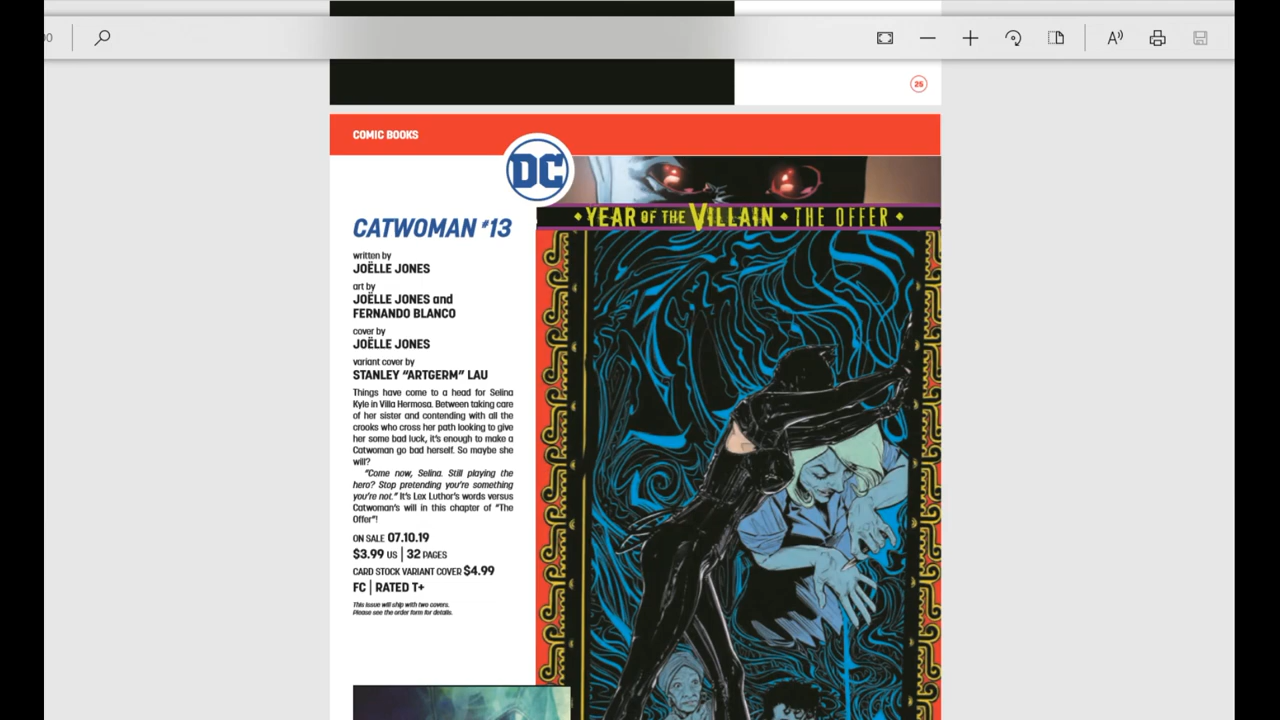 00
25
COMIC BOOKS
DC
YEAR OF THE VILLAIN • THE OFFER
CATWOMAN #13
written by
JOËLLE JONES
art by
JOËLLE JONES and
FERNANDO BLANCO
cover by
JOËLLE JONES
variant cover by
STANLEY “ARTGERM” LAU
Things have come to a head for Selina
Kyle in Villa Hermosa. Between taking care
of her sister and contending with all the
crooks who cross her path looking to give
her some bad luck, it’s enough to make a
Catwoman go bad herself. So maybe she
will?
“Come now, Selina. Still playing the
hero? Stop pretending you’re something
you’re not.” It’s Lex Luthor’s words versus
Catwoman’s will in this chapter of “The
Offer”!
ON SALE 07.10.19
$3.99 US | 32 PAGES
CARD STOCK VARIANT COVER $4.99
FC | RATED T+
This issue will ship with two covers.
Please see the order form for details.